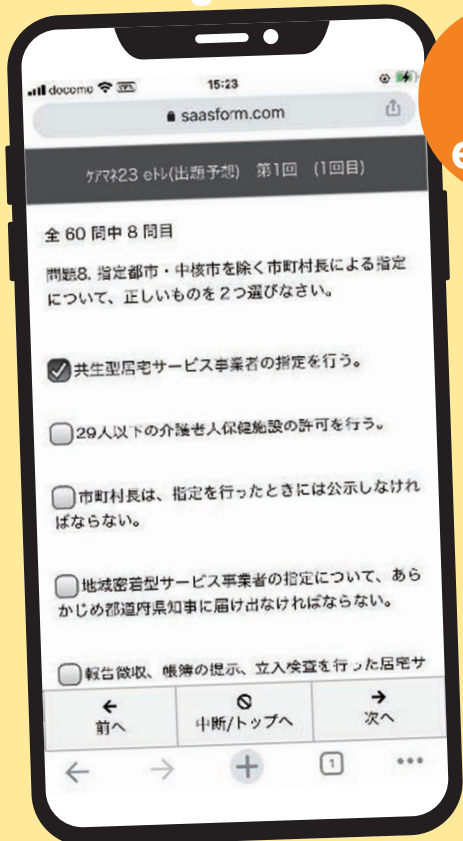 docomo
15:23
saasform.com
ケアマネ23 eトレ(出題予想) 第1回 (1回目)
全 60 問中 8 問目
問題8. 指定都市・中核市を除く市町村長による指定
について、正しいものを2つ選びなさい。
共生型居宅サービス事業者の指定を行う。
29人以下の介護老人保健施設の許可を行う。
市町村長は、指定を行ったときには公示しなけれ
ばならない。
地域密着型サービス事業者の指定について、あら
かじめ都道府県知事に届け出なければならない。
報告徴収、帳簿の提示、立入検査を行った居宅サ
← 前へ
中断/トップへ
→ 次へ
1
e